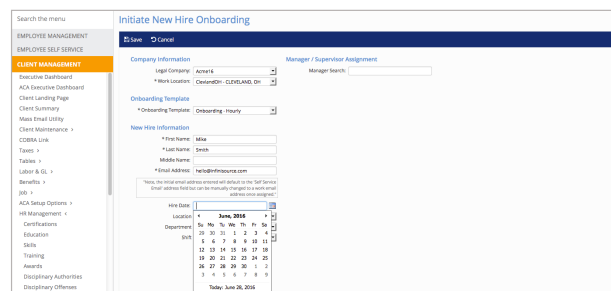 Search the menu
EMPLOYEE MANAGEMENT
EMPLOYEE SELF SERVICE
CLIENT MANAGEMENT
Executive Dashboard
ACA Executive Dashboard
Client Landing Page
Client Summary
Mass Email Utility
Client Maintenance >
COBRA Link
Taxes >
Tables >
Labor & GL >
Benefits >
Job >
ACA Setup Options >
HR Management <
Certifications
Education
Skills
Training
Awards
Disciplinary Authorities
Disciplinary Offenses
Initiate New Hire Onboarding
Save Cancel
Company Information
Legal Company: Acme16
* Work Location: ClevlandOH - CLEVELAND, OH
Manager / Supervisor Assignment
Manager Search:
Onboarding Template
* Onboarding Template: Onboarding - Hourly
New Hire Information
* First Name: Mike
* Last Name: Smith
Middle Name:
* Email Address: hello@infinisource.com
"Note, the initial email address entered will default to the 'Self Service
Email' address field but can be manually changed to a work email
address once assigned."
Hire Date:
Location
Department
Shift
June, 2016
Su Mo Tu We Th Fr Sa
29 30 31 1 2 3 4
5 6 7 8 9 10 11
12 13 14 15 16 17 18
19 20 21 22 23 24 25
26 27 28 29 30 1 2
3 4 5 6 7 8 9
Today: June 28, 2016